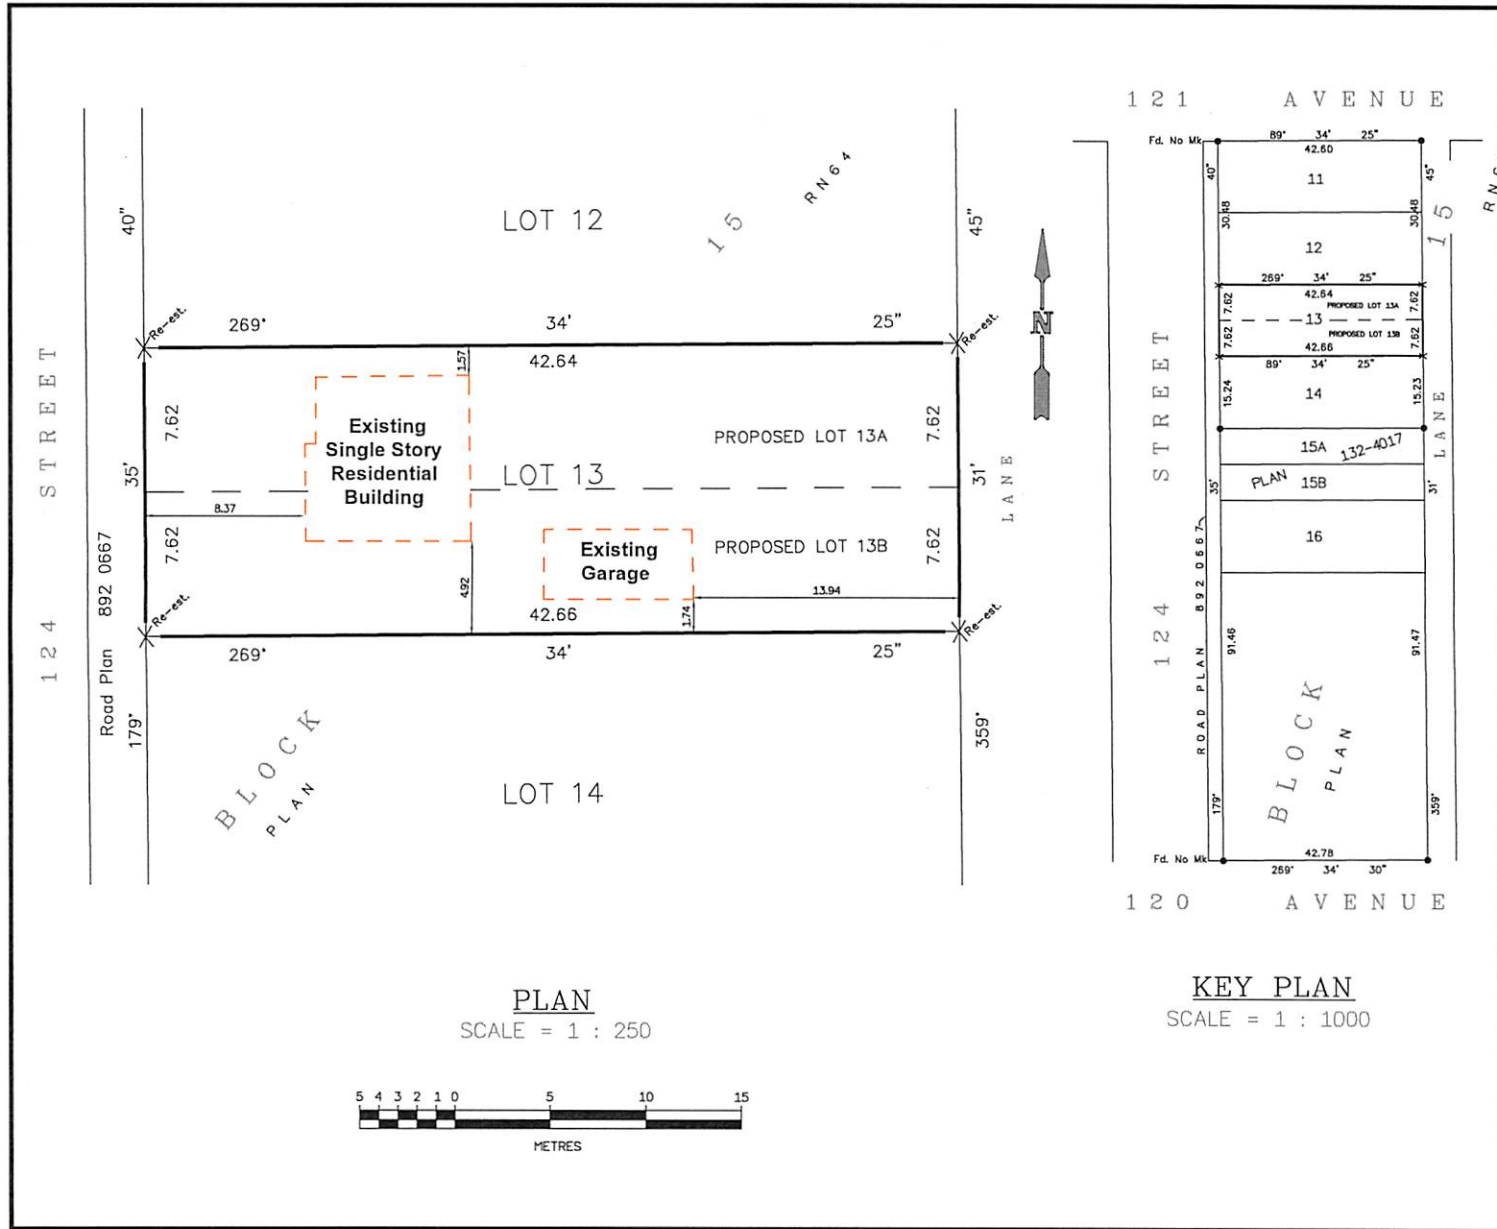 LOT 12
15
RN64
40"
45"
Re-est.
269° 34' 25"
Re-est.
42.64
1.57
N
Existing
Single Story
Residential
Building
7.62
7.62
PROPOSED LOT 13A
LOT 13
35'
31'
8.37
7.62
7.62
Existing
Garage
PROPOSED LOT 13B
4.92
13.94
1.74
42.66
Re-est.
Re-est.
269° 34' 25"
124 STREET
Road Plan 892 0667
LANE
179°
359°
BLOCK
PLAN
LOT 14
PLAN
SCALE = 1 : 250
5 4 3 2 1 0 5 10 15
METRES
121 AVENUE
Fd. No Mk.
89° 34' 25"
42.60
40"
45"
11
30.48
30.48
15
12
269° 34' 25"
42.64
7.62
PROPOSED LOT 13A
7.62
13
7.62
PROPOSED LOT 13B
7.62
42.66
89° 34' 25"
15.24
14
15.23
15A
132-4017
PLAN
15B
35'
31'
LANE
16
124 STREET
ROAD PLAN 892 0667
91.46
91.47
BLOCK
PLAN
179°
359°
Fd. No Mk
42.78
269° 34' 30"
120 AVENUE
KEY PLAN
SCALE = 1 : 1000